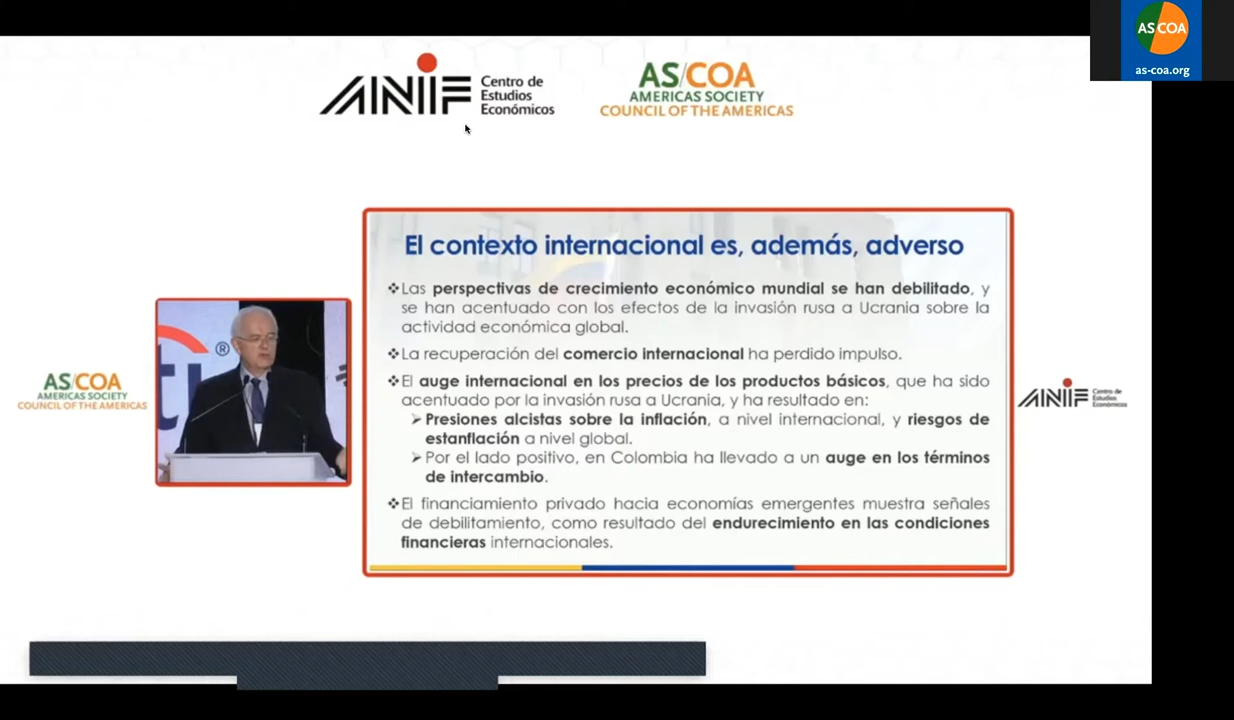 AS COA
as-coa.org
ANIF
Centro de
Estudios
Económicos
AS/COA
AMERICAS SOCIETY
COUNCIL OF THE AMERICAS
El contexto internacional es, además, adverso
❖Las perspectivas de crecimiento económico mundial se han debilitado, y
se han acentuado con los efectos de la invasión rusa a Ucrania sobre la
actividad económica global.
❖La recuperación del comercio internacional ha perdido impulso.
❖El auge internacional en los precios de los productos básicos, que ha sido
acentuado por la invasión rusa a Ucrania, y ha resultado en:
➢Presiones alcistas sobre la inflación, a nivel internacional, y riesgos de
estanflación a nivel global.
➢Por el lado positivo, en Colombia ha llevado a un auge en los términos
de intercambio.
❖El financiamiento privado hacia economías emergentes muestra señales
de debilitamiento, como resultado del endurecimiento en las condiciones
financieras internacionales.
®
AS/COA
AMERICAS SOCIETY
COUNCIL OF THE AMERICAS
ANIF
Centro de
Estudios
Económicos